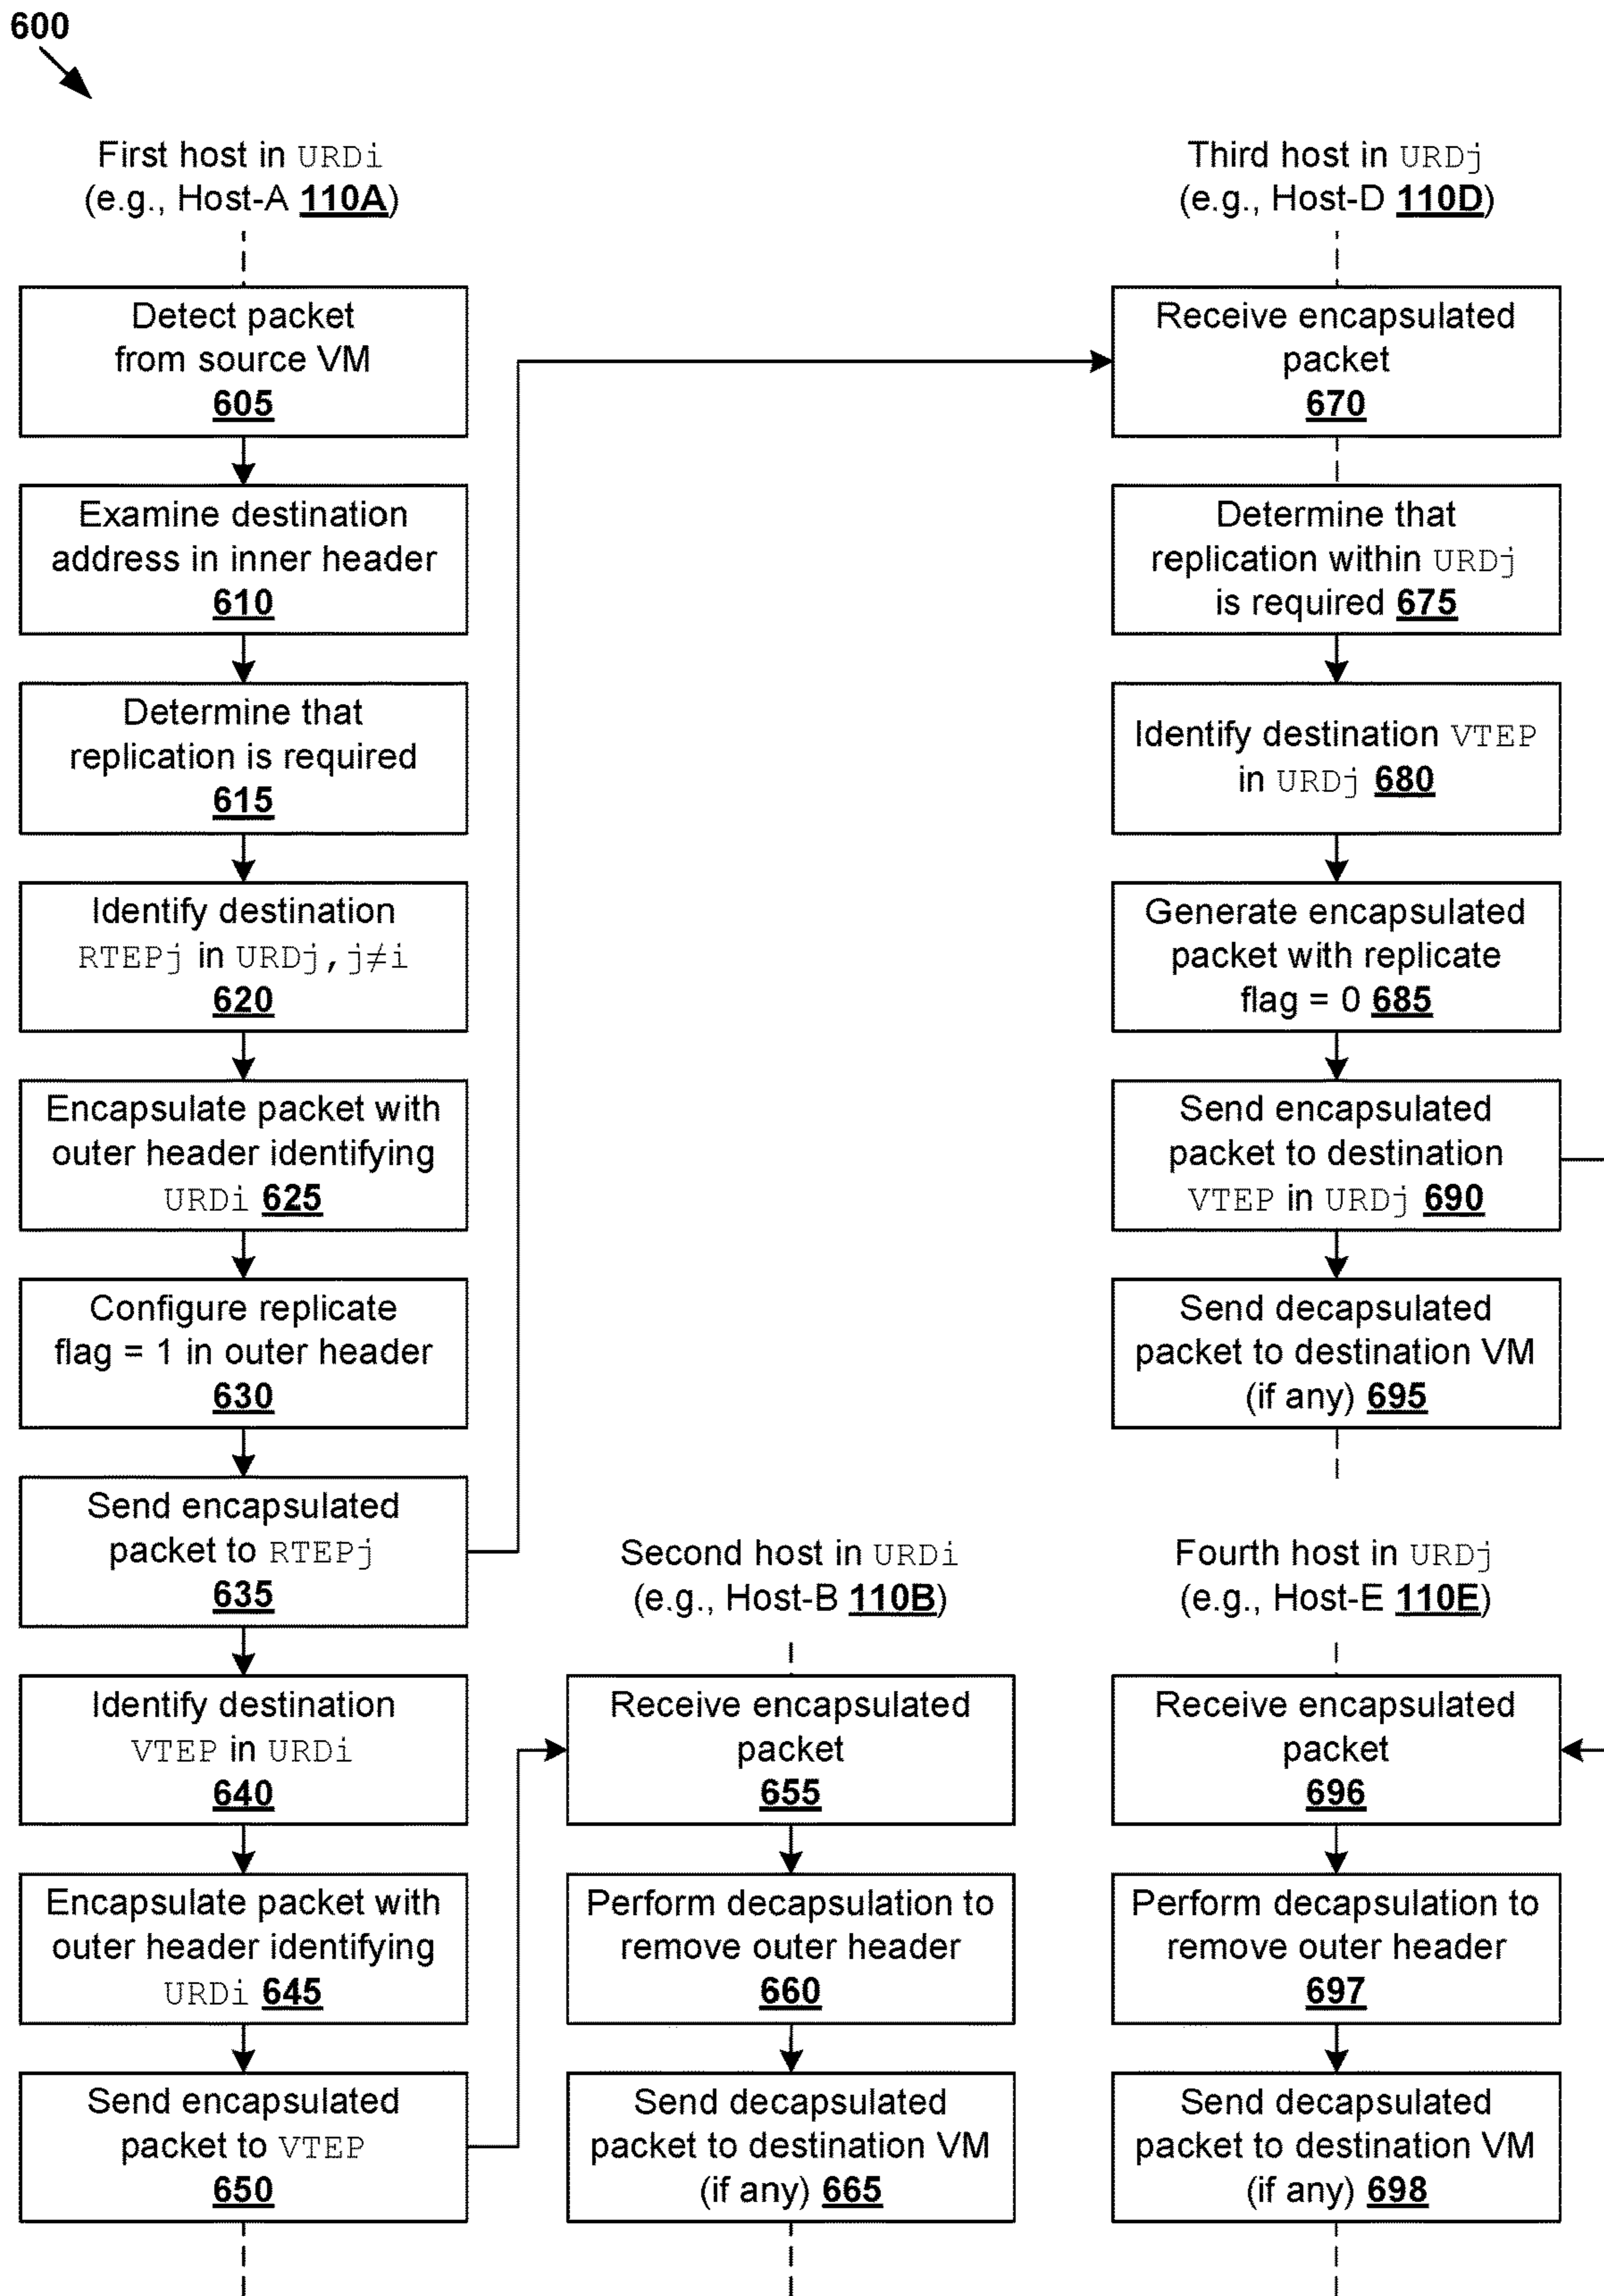 600
First host in URDi
(e.g., Host-A 110A)
Detect packet
from source VM
605
Examine destination
address in inner header
610
Determine that
replication is required
615
Identify destination
RTEPj in URDj, j≠i
620
Encapsulate packet with
outer header identifying
URDi 625
Configure replicate
flag = 1 in outer header
630
Send encapsulated
packet to RTEPj
635
Identify destination
VTEP in URDi
640
Encapsulate packet with
outer header identifying
URDi 645
Send encapsulated
packet to VTEP
650
Second host in URDi
(e.g., Host-B 110B)
Receive encapsulated
packet
655
Perform decapsulation to
remove outer header
660
Send decapsulated
packet to destination VM
(if any) 665
Third host in URDj
(e.g., Host-D 110D)
Receive encapsulated
packet
670
Determine that
replication within URDj
is required 675
Identify destination VTEP
in URDj 680
Generate encapsulated
packet with replicate
flag = 0 685
Send encapsulated
packet to destination
VTEP in URDj 690
Send decapsulated
packet to destination VM
(if any) 695
Fourth host in URDj
(e.g., Host-E 110E)
Receive encapsulated
packet
696
Perform decapsulation to
remove outer header
697
Send decapsulated
packet to destination VM
(if any) 698